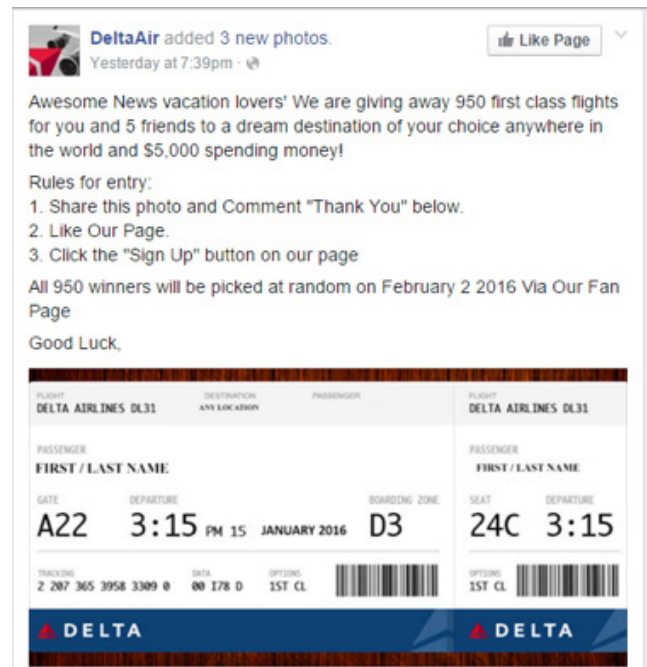 DeltaAir added 3 new photos.
Like Page
Yesterday at 7:39pm ·
Awesome News vacation lovers' We are giving away 950 first class flights
for you and 5 friends to a dream destination of your choice anywhere in
the world and $5,000 spending money!
Rules for entry:
1. Share this photo and Comment "Thank You" below.
2. Like Our Page.
3. Click the "Sign Up" button on our page
All 950 winners will be picked at random on February 2 2016 Via Our Fan
Page
Good Luck,
FLIGHT DESTINATION PASSENGER FLIGHT
DELTA AIRLINES DL31 ANY LOCATION DELTA AIRLINES DL31
PASSENGER PASSENGER
FIRST / LAST NAME FIRST / LAST NAME
GATE DEPARTURE BOARDING ZONE SEAT DEPARTURE
A22 3:15 PM 15 JANUARY 2016 D3 24C 3:15
TRACKING DATA OPTIONS OPTIONS
2 207 365 3958 3309 0 00 I78 D 1ST CL 1ST CL
DELTA DELTA